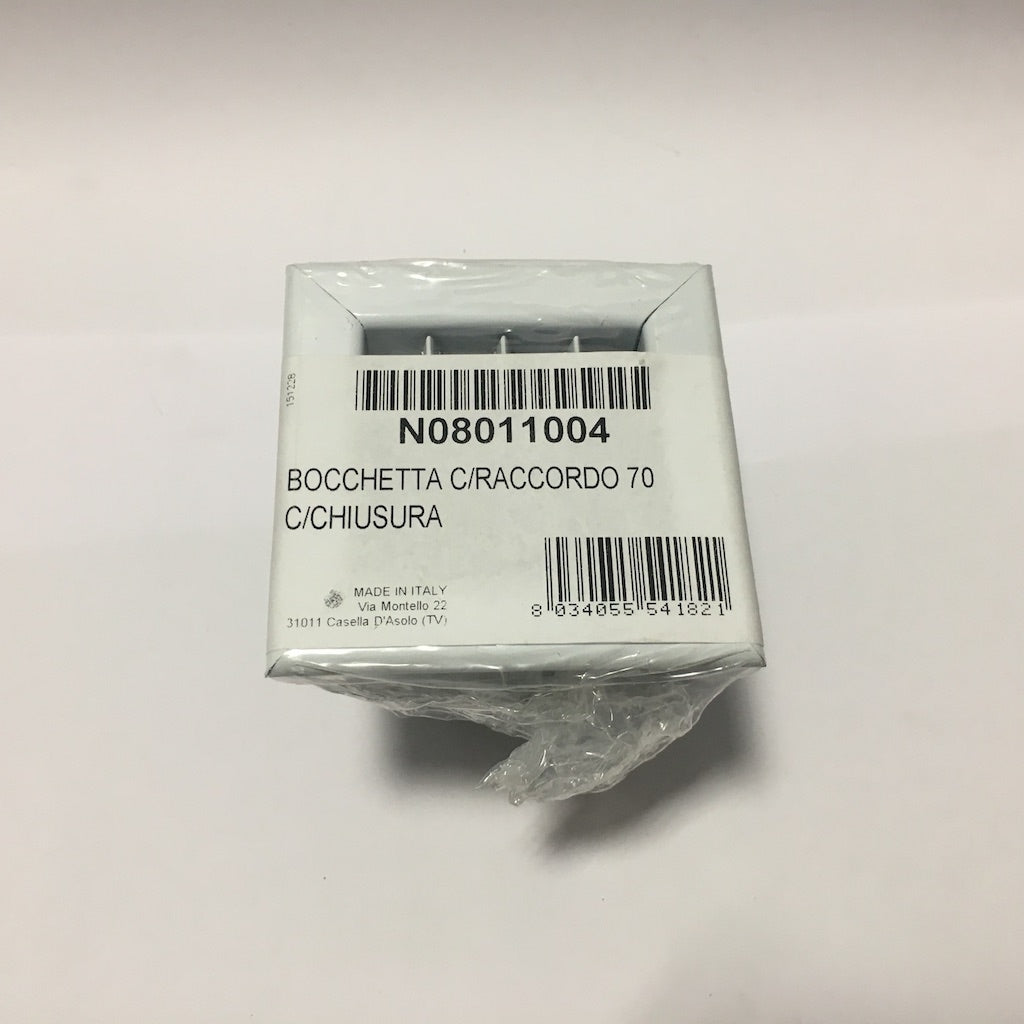 151228
N08011004
BOCCHETTA C/RACCORDO 70
C/CHIUSURA
MADE IN ITALY
Via Montello 22
31011 Casella D'Asolo (TV)
8 034055 541821